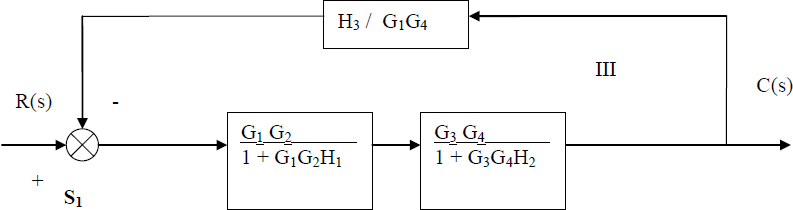 H₃ / G₁G₄
III
C(s)
R(s)
-
G₁ G₂
1 + G₁G₂H₁
G₃ G₄
1 + G₃G₄H₂
+
S₁